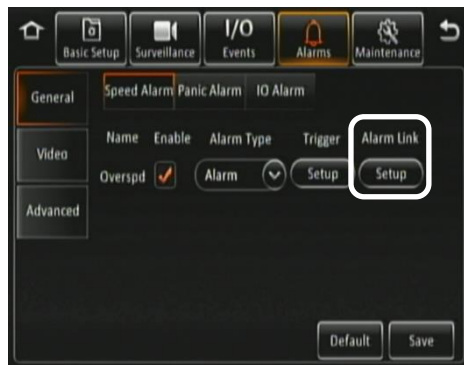 Basic Setup Surveillance I/O Events Alarms Maintenance
General Speed Alarm Panic Alarm IO Alarm
Name Enable Alarm Type Trigger Alarm Link
Video
Overspd Alarm Setup Setup
Advanced
Default Save